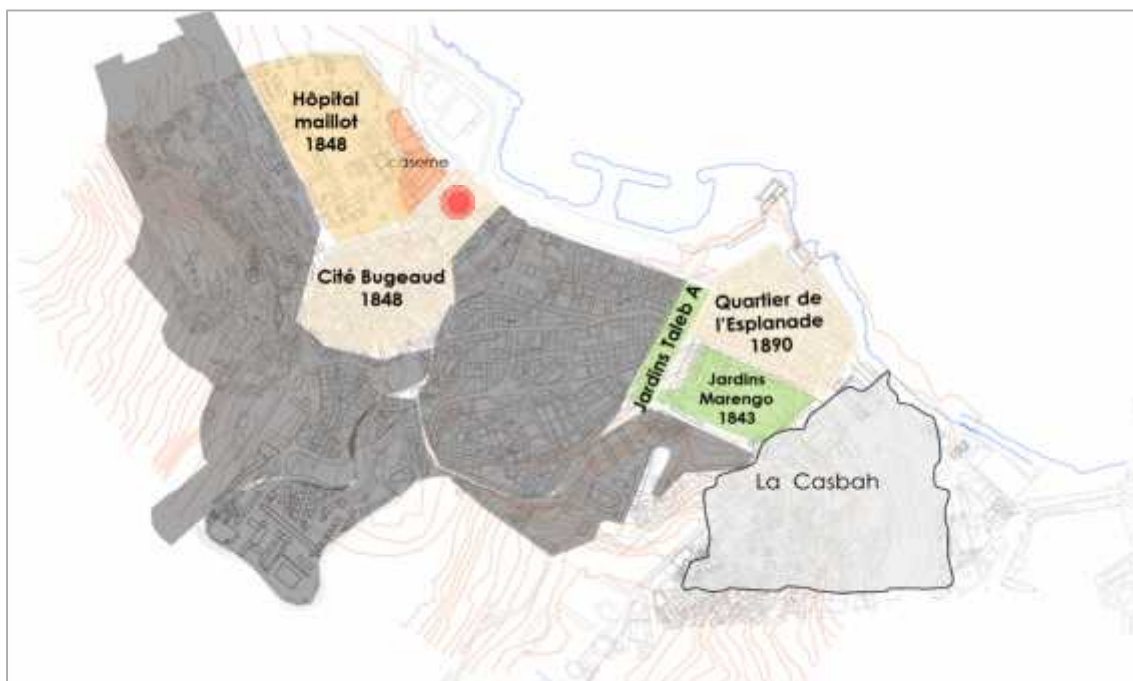 Hôpital
maillot
1848
caserne
Cité Bugeaud
1848
Jardins Taleb A
Quartier de
l'Esplanade
1890
Jardins
Marengo
1843
La Casbah